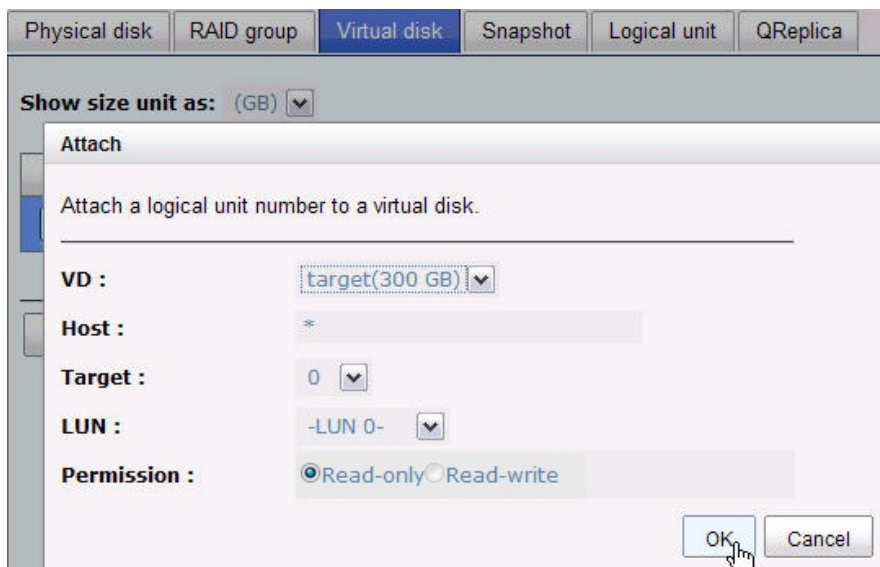 Physical disk RAID group Virtual disk Snapshot Logical unit QReplica
Show size unit as: (GB)
Attach
Attach a logical unit number to a virtual disk.
VD : target(300 GB)
Host : *
Target : 0
LUN : -LUN 0-
Permission : Read-only Read-write
OK Cancel